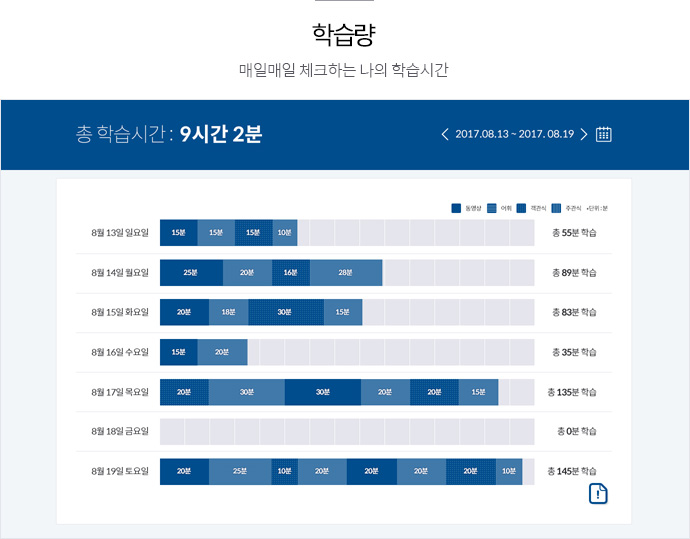 학습량
매일매일 체크하는 나의 학습시간
총 학습시간 : 9시간 2분
2017.08.13 ~ 2017. 08.19
동영상 어휘 객관식 주관식 •단위 : 분
8월 13일 일요일 15분 15분 15분 10분 총 55분 학습
8월 14일 월요일 25분 20분 16분 28분 총 89분 학습
8월 15일 화요일 20분 18분 30분 15분 총 83분 학습
8월 16일 수요일 15분 20분 총 35분 학습
8월 17일 목요일 20분 30분 30분 20분 20분 15분 총 135분 학습
8월 18일 금요일 총 0분 학습
8월 19일 토요일 20분 25분 10분 20분 20분 20분 20분 10분 총 145분 학습